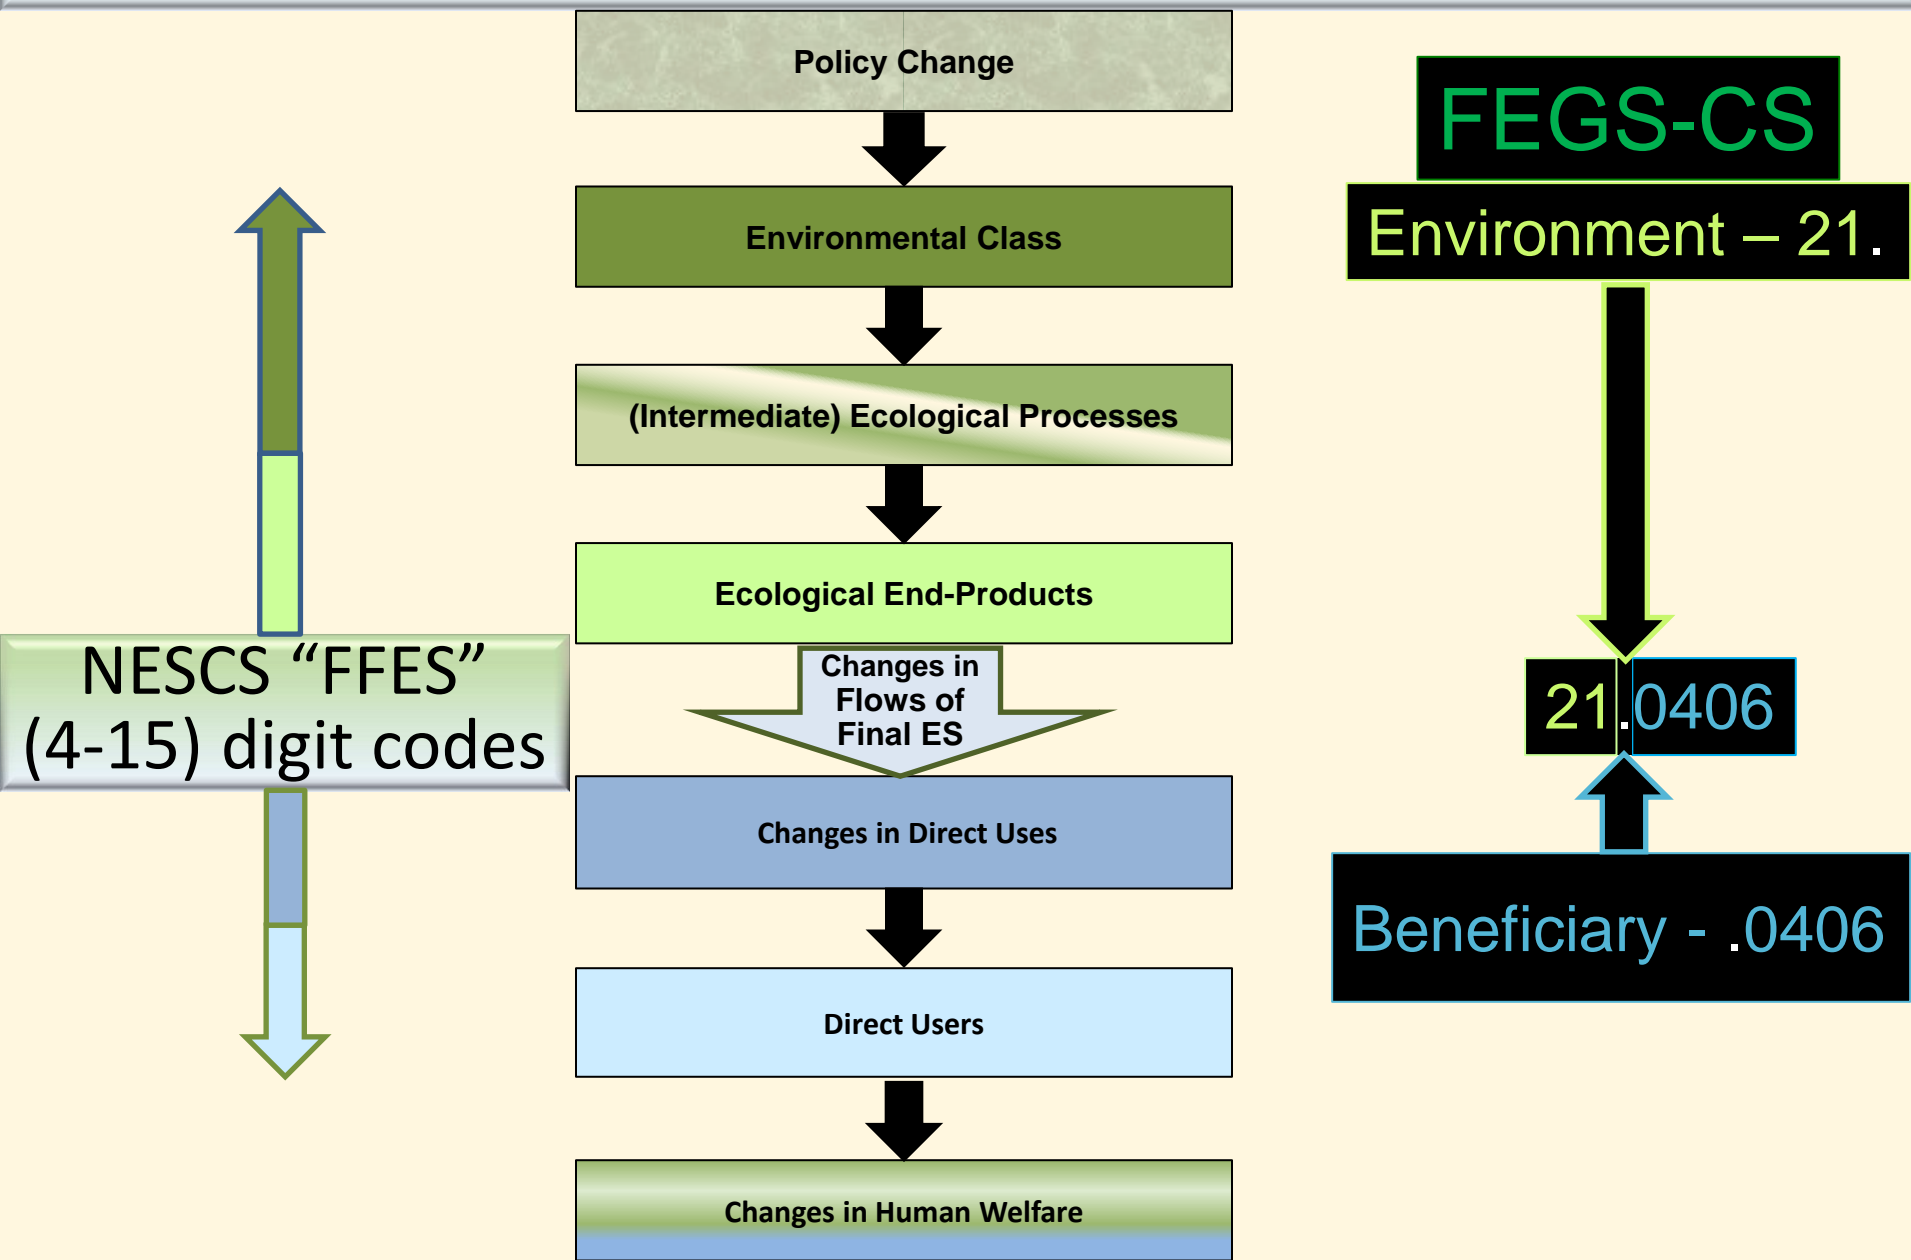 Policy Change
Environmental Class
(Intermediate) Ecological Processes
Ecological End-Products
Changes in
Flows of
Final ES
Changes in Direct Uses
Direct Users
Changes in Human Welfare
NESCS “FFES”
(4-15) digit codes
FEGS-CS
Environment – 21.
21.0406
Beneficiary - .0406